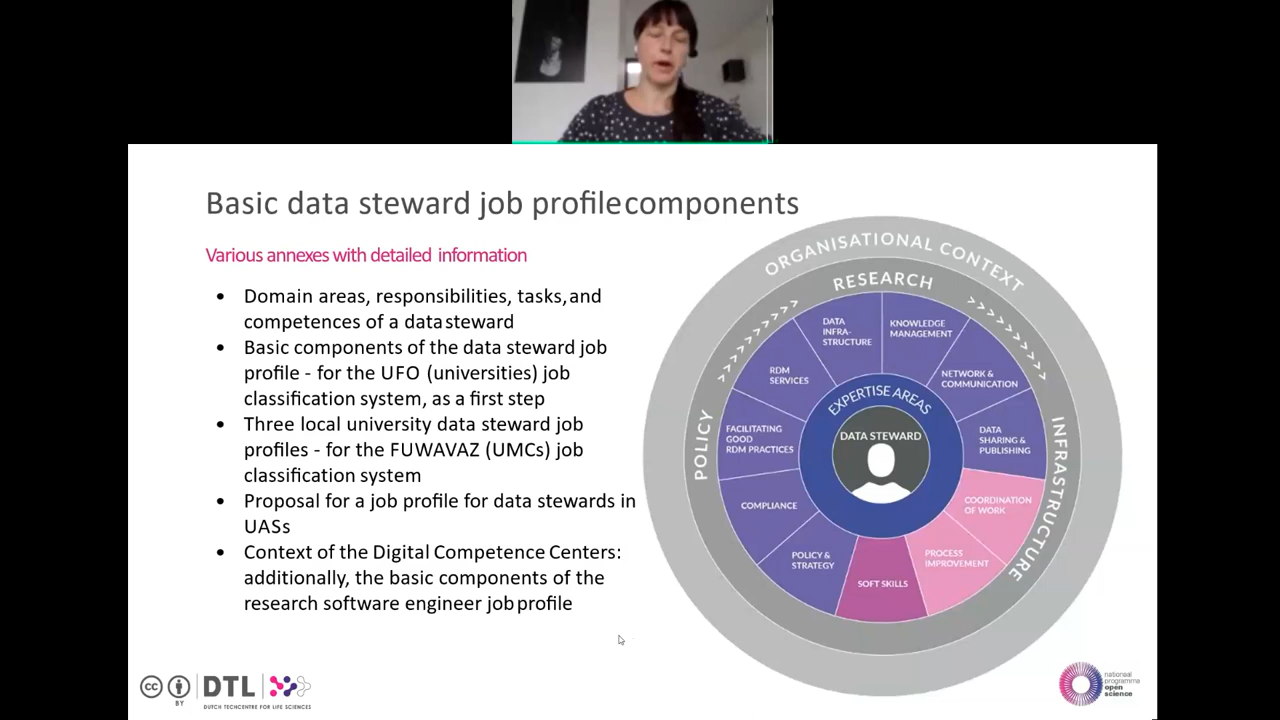 Basic data steward job profile components
Various annexes with detailed information
• Domain areas, responsibilities, tasks, and
competences of a data steward
• Basic components of the data steward job
profile - for the UFO (universities) job
classification system, as a first step
• Three local university data steward job
profiles - for the FUWAVAZ (UMCs) job
classification system
• Proposal for a job profile for data stewards in
UASs
• Context of the Digital Competence Centers:
additionally, the basic components of the
research software engineer job profile
ORGANISATIONAL CONTEXT
RESEARCH
POLICY
INFRASTRUCTURE
DATA
INFRA-
STRUCTURE
KNOWLEDGE
MANAGEMENT
NETWORK &
COMMUNICATION
DATA
SHARING &
PUBLISHING
COORDINATION
OF WORK
PROCESS
IMPROVEMENT
SOFT SKILLS
POLICY &
STRATEGY
COMPLIANCE
FACILITATING
GOOD
RDM PRACTICES
RDM
SERVICES
EXPERTISE AREAS
DATA STEWARD
cc
BY
DTL
DUTCH TECHCENTRE FOR LIFE SCIENCES
nationaal
programma
open
science